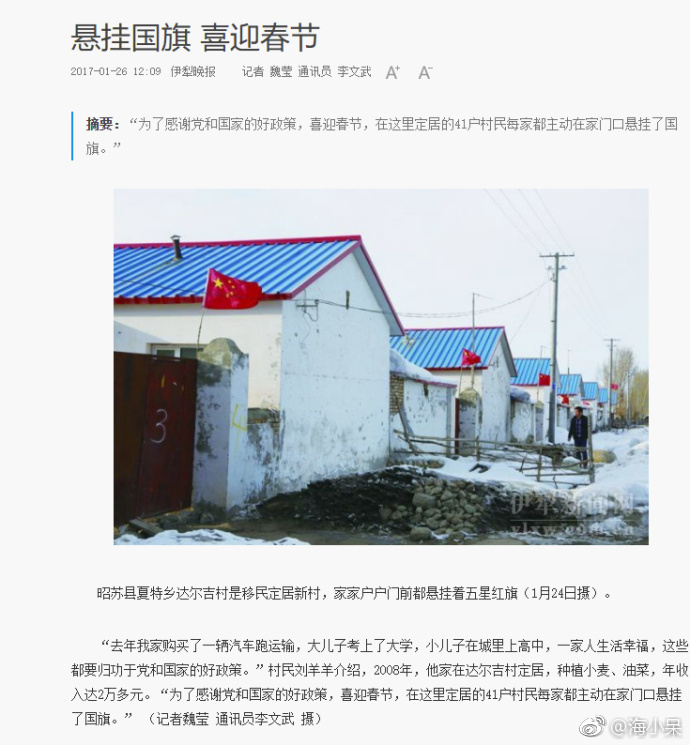 悬挂国旗 喜迎春节
2017-01-26 12:09 伊犁晚报 记者 魏莹 通讯员 李文武 A+ A-
摘要：“为了感谢党和国家的好政策，喜迎春节，在这里定居的41户村民每家都主动在家门口悬挂了国
旗。”
3
伊犁新闻网
ylxw.com.cn
昭苏县夏特乡达尔吉村是移民定居新村，家家户户门前都悬挂着五星红旗（1月24日摄）。
“去年我家购买了一辆汽车跑运输，大儿子考上了大学，小儿子在城里上高中，一家人生活幸福，这些
都要归功于党和国家的好政策。”村民刘羊羊介绍，2008年，他家在达尔吉村定居，种植小麦、油菜，年收
入达2万多元。“为了感谢党和国家的好政策，喜迎春节，在这里定居的41户村民每家都主动在家门口悬挂
了国旗。”（记者魏莹 通讯员李文武 摄）
@海小呆